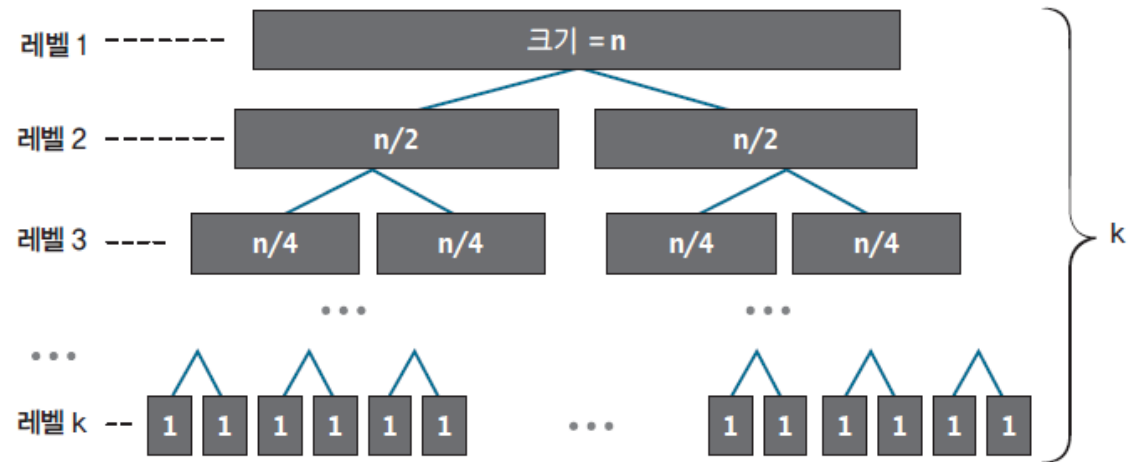 레벨 1 크기 = n
레벨 2 n/2 n/2
레벨 3 n/4 n/4 n/4 n/4 k
... ...
...
레벨 k 1 1 1 1 1 1 ... 1 1 1 1 1 1